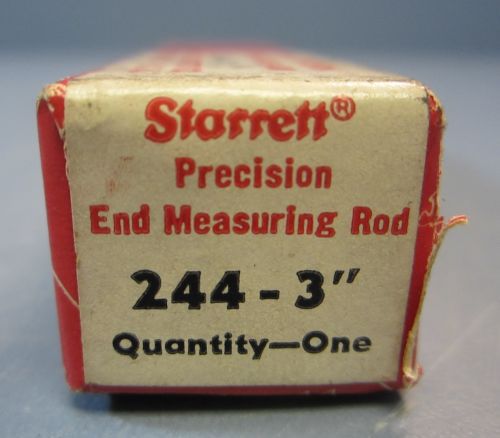 Starrett®
Precision
End Measuring Rod
244-3"
Quantity—One